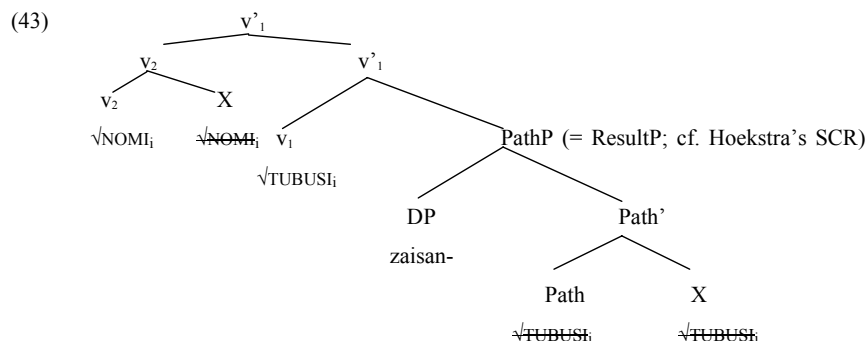 (43) v’₁
v₂ v’₁
v₂ X
√NOMIᵢ √NOMIᵢ v₁ PathP (= ResultP; cf. Hoekstra’s SCR)
√TUBUSIᵢ
DP Path’
zaisan-
Path X
√TUBUSIᵢ √TUBUSIᵢ